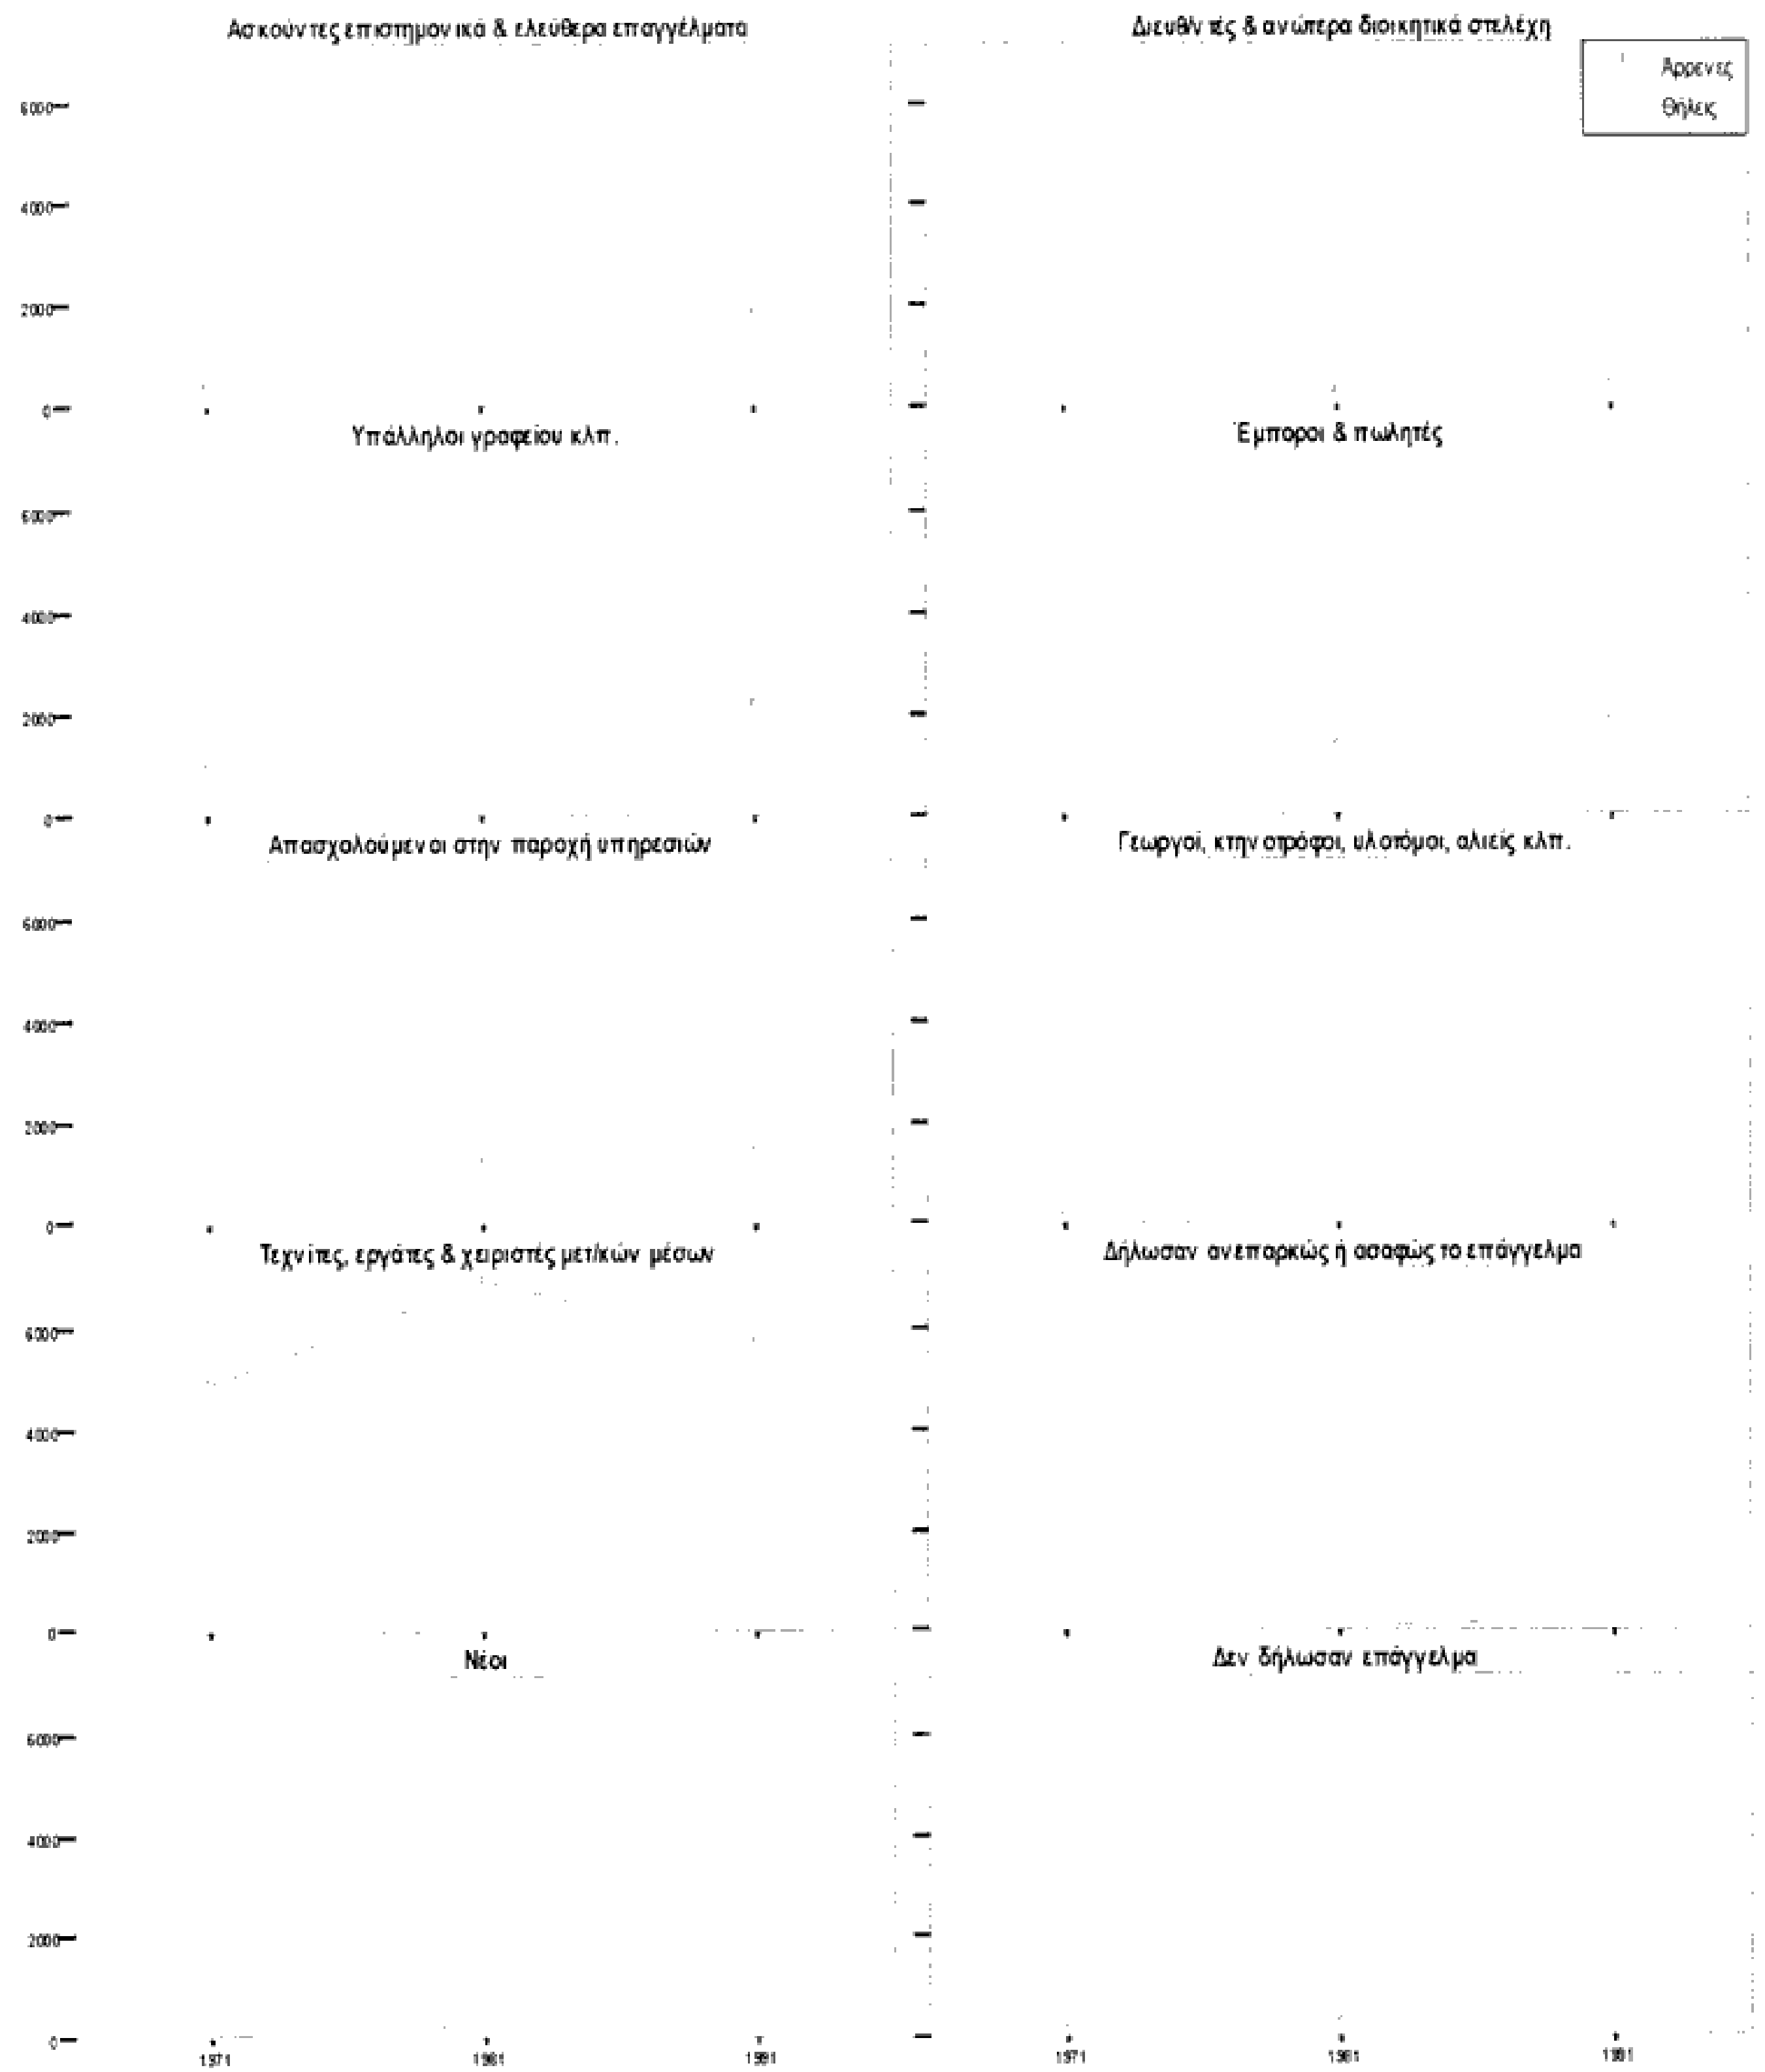 Ασκούντες επιστημονικά & ελεύθερα επαγγέλματα
Διευθ/ντές & ανώτερα διοικητικά στελέχη
Άρρενες
Θήλεις
6000
4000
2000
0
Υπάλληλοι γραφείου κλπ.
Έμποροι & πωλητές
6000
4000
2000
0
Απασχολούμενοι στην παροχή υπηρεσιών
Γεωργοί, κτηνοτρόφοι, υλοτόμοι, αλιείς κλπ.
6000
4000
2000
0
Τεχνίτες, εργάτες & χειριστές μετ/κών μέσων
Δήλωσαν ανεπαρκώς ή ασαφώς το επάγγελμα
6000
4000
2000
0
Νέοι
Δεν δήλωσαν επάγγελμα
6000
4000
2000
0
1971 1981 1991
1971 1981 1991